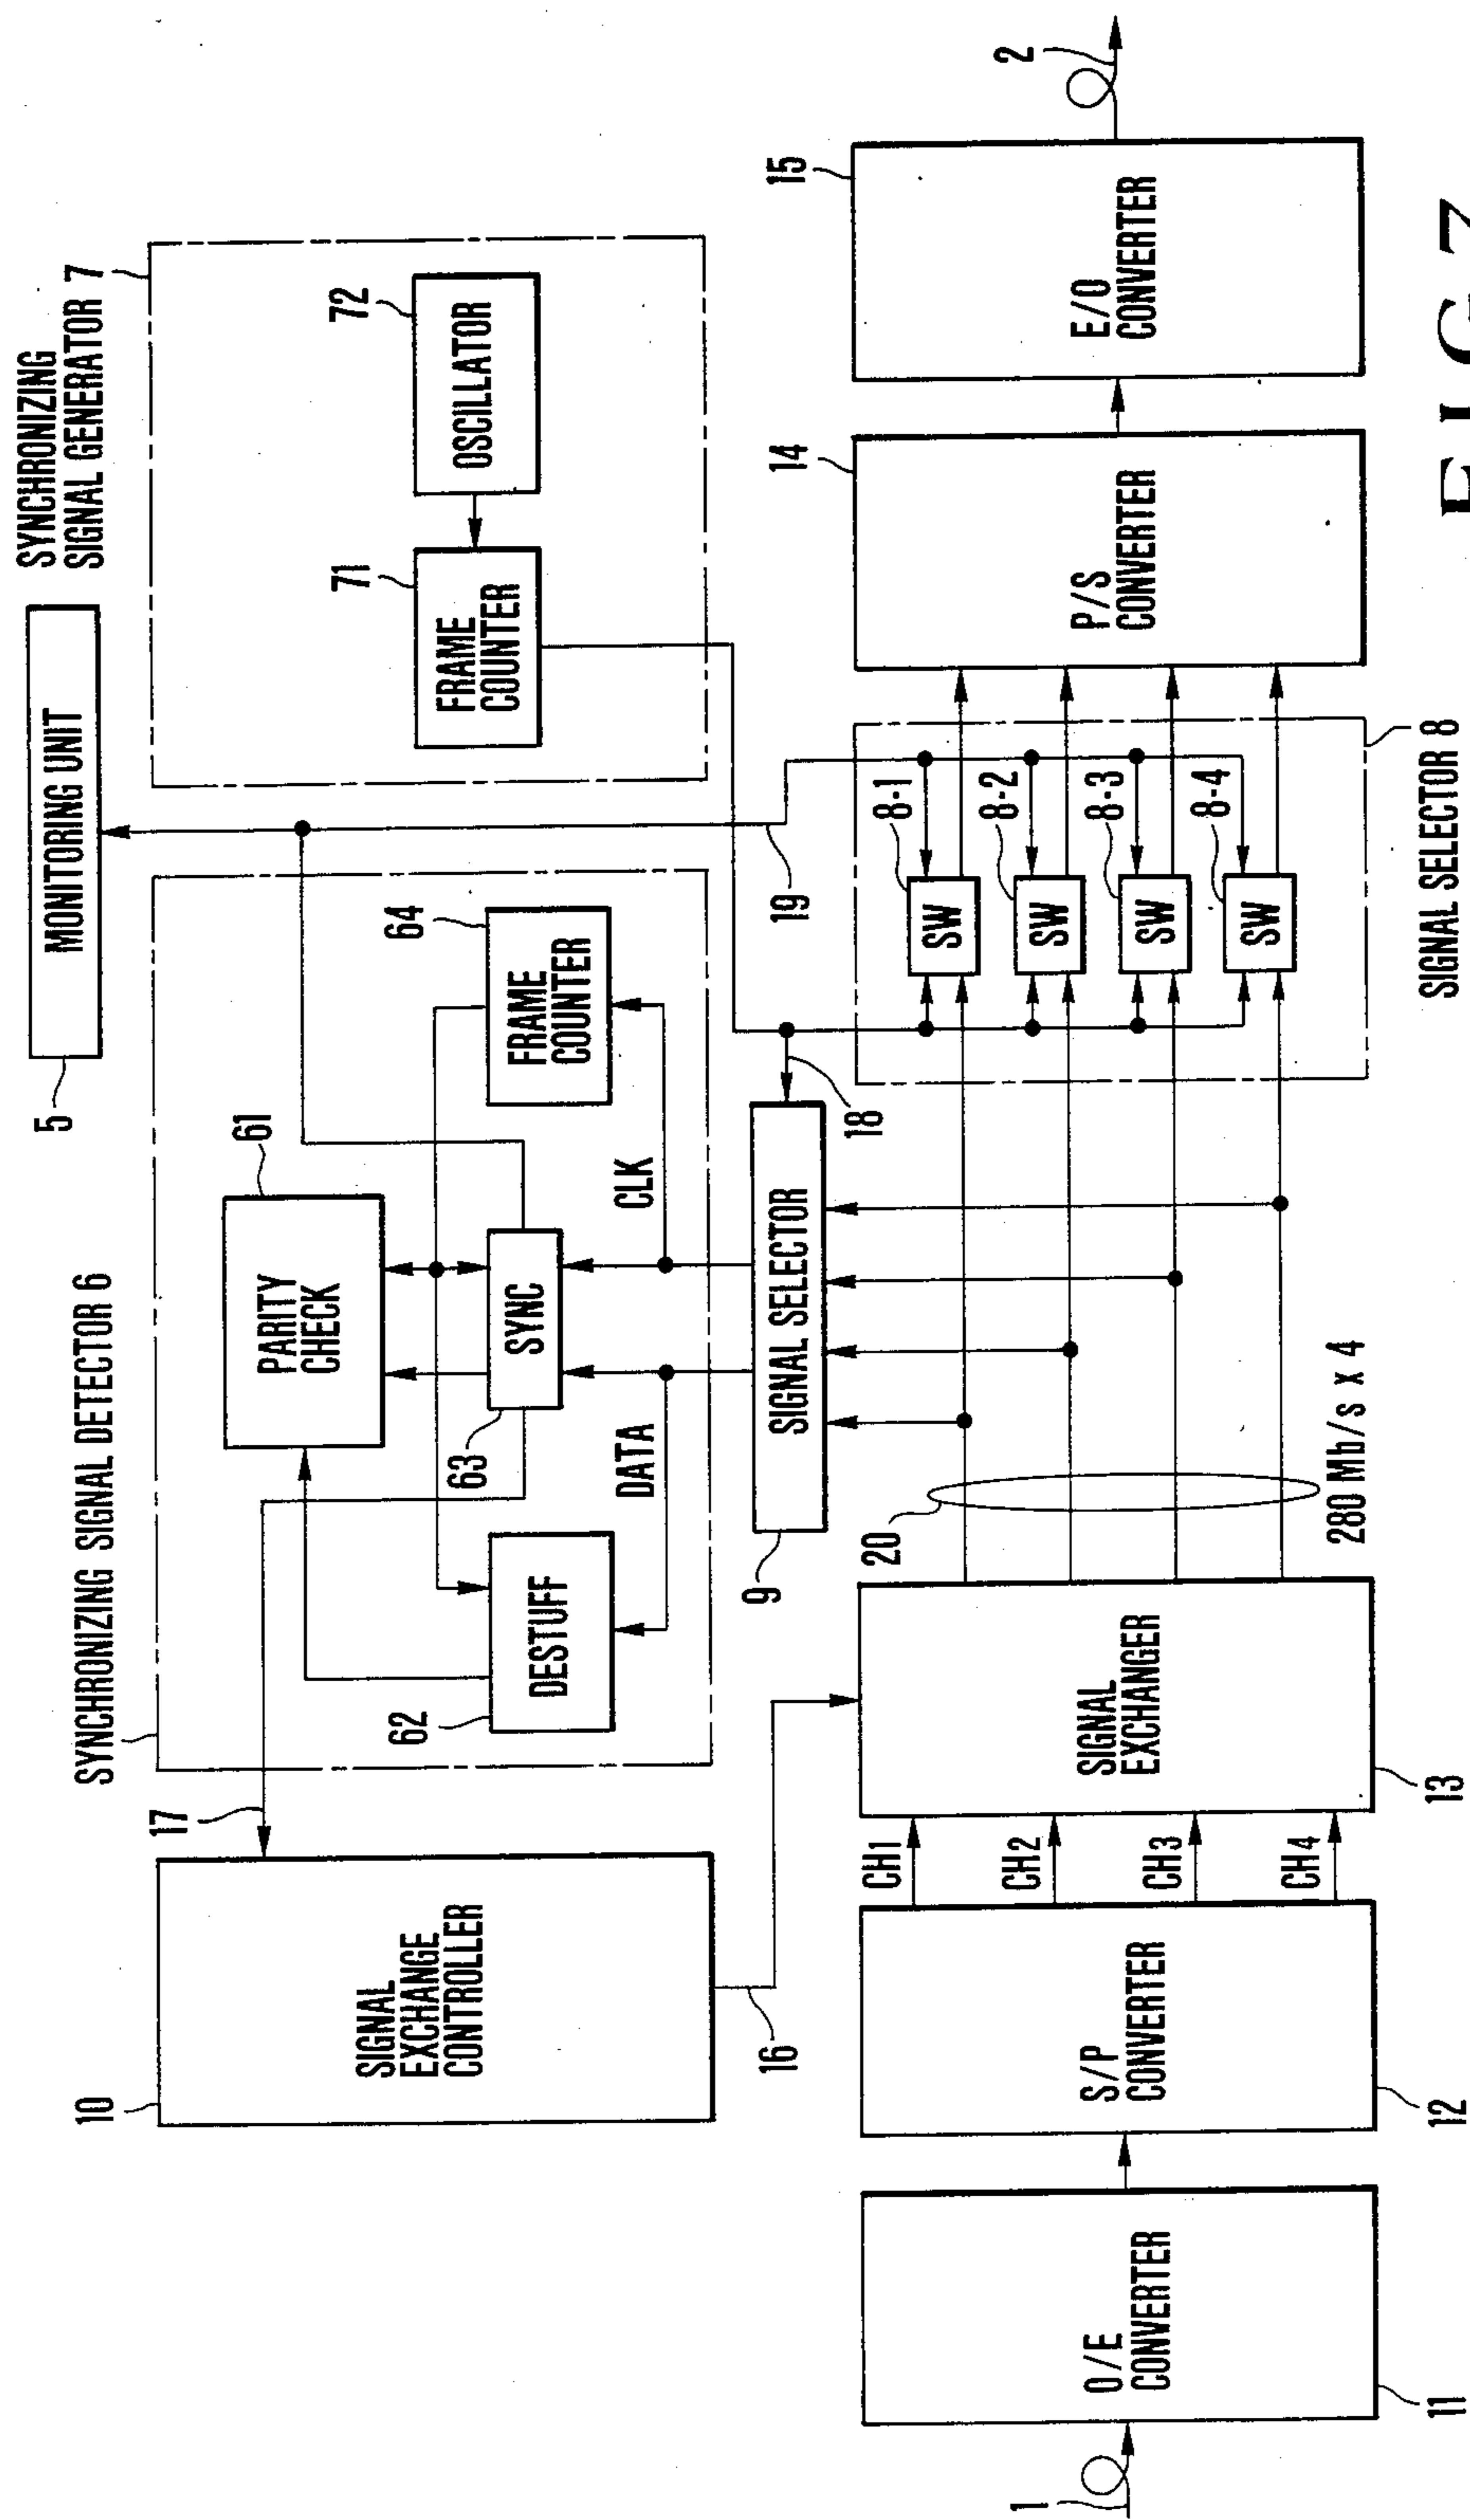 SYNCHRONIZING
SIGNAL GENERATOR 7
MONITORING UNIT
5
SYNCHRONIZING SIGNAL DETECTOR 6
61
PARITY
CHECK
64
FRAME
COUNTER
71
FRAME
COUNTER
72
OSCILLATOR
17
10
SIGNAL
EXCHANGE
CONTROLLER
62
DESTUFF
63
SYNC
DATA
CLK
16
9
SIGNAL SELECTOR
18
19
1
O/E
CONVERTER
11
S/P
CONVERTER
12
CH1
CH2
CH3
CH4
SIGNAL
EXCHANGER
13
20
280 Mb/s x 4
8-1
SW
8-2
SW
8-3
SW
8-4
SW
SIGNAL SELECTOR 8
14
P/S
CONVERTER
15
E/O
CONVERTER
2